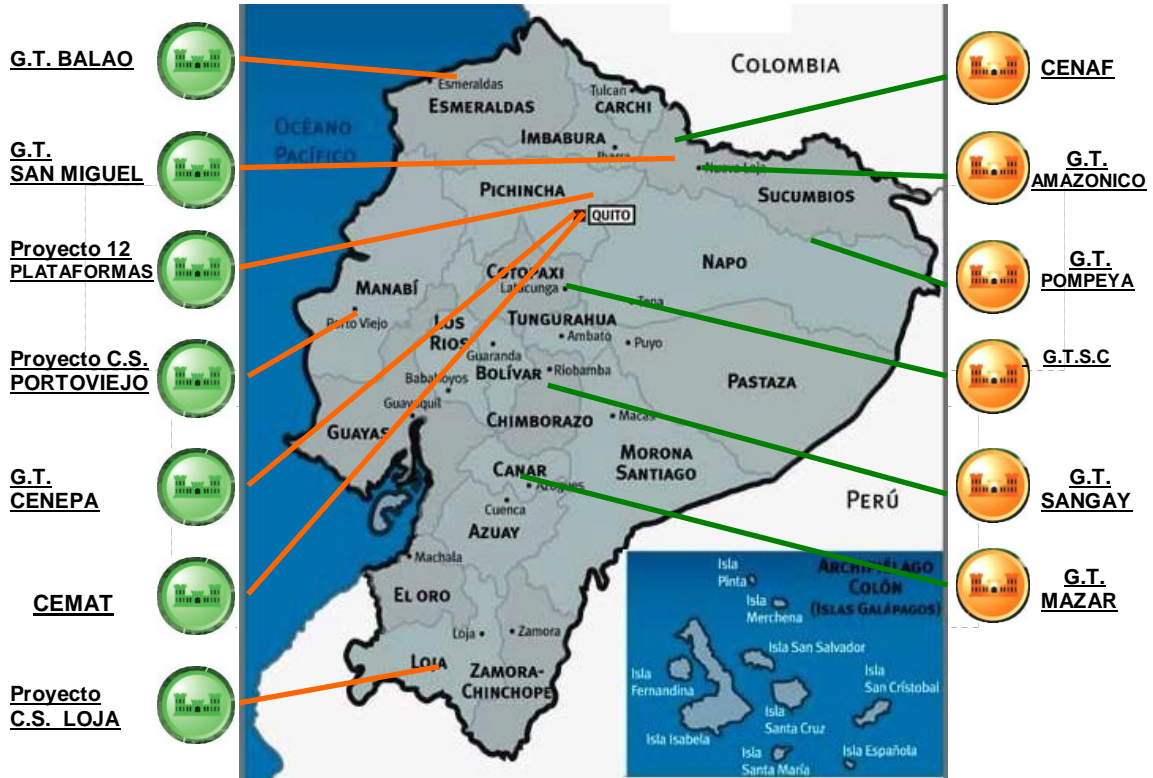 G.T. BALAO
G.T.
SAN MIGUEL
Proyecto 12
PLATAFORMAS
Proyecto C.S.
PORTOVIEJO
G.T.
CENEPA
CEMAT
Proyecto
C.S. LOJA
COLOMBIA
OCÉANO
PACÍFICO
Esmeraldas
ESMERALDAS
Tulcan
CARCHI
IMBABURA
Ibarra
Nueva Loja
SUCUMBIOS
PICHINCHA
QUITO
NAPO
COTOPAXI
Latacunga
Tena
MANABÍ
Porto Viejo
LOS
RIOS
TUNGURAHUA
Ambato
Puyo
Guaranda
BOLÍVAR
Riobamba
PASTAZA
Babahoyos
Guayaquil
CHIMBORAZO
Macas
GUAYAS
MORONA
SANTIAGO
CANAR
Azogues
Cuenca
PERÚ
AZUAY
Machala
EL ORO
Loja
Zamora
LOJA
ZAMORA-
CHINCHOPE
ARCHIPIÉLAGO
COLÓN
(ISLAS GALÁPAGOS)
Isla
Pinta
Isla
Merchena
Isla San Salvador
Isla
Fernandina
Isla
San Cristobal
Isla
Santa Cruz
Isla Isabela
Isla Española
Isla
Santa María
CENAF
G.T.
AMAZONICO
G.T.
POMPEYA
G.T.S.C
G.T.
SANGAY
G.T.
MAZAR